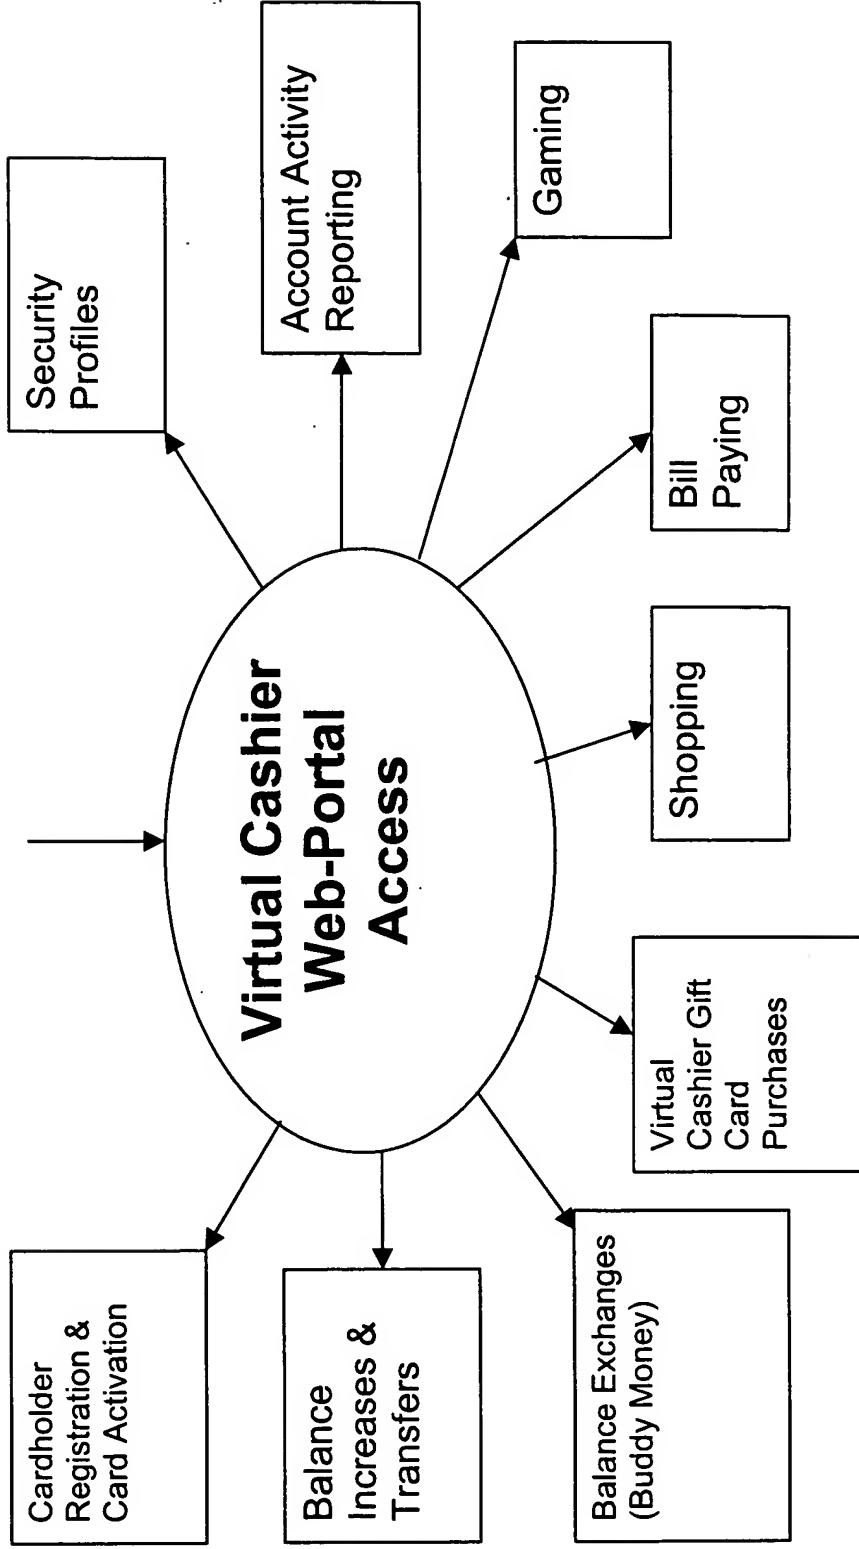 Virtual Cashier
Web-Portal
Access
Cardholder
Registration &
Card Activation
Balance
Increases &
Transfers
Balance Exchanges
(Buddy Money)
Virtual
Cashier Gift
Card
Purchases
Shopping
Bill
Paying
Gaming
Account Activity
Reporting
Security
Profiles